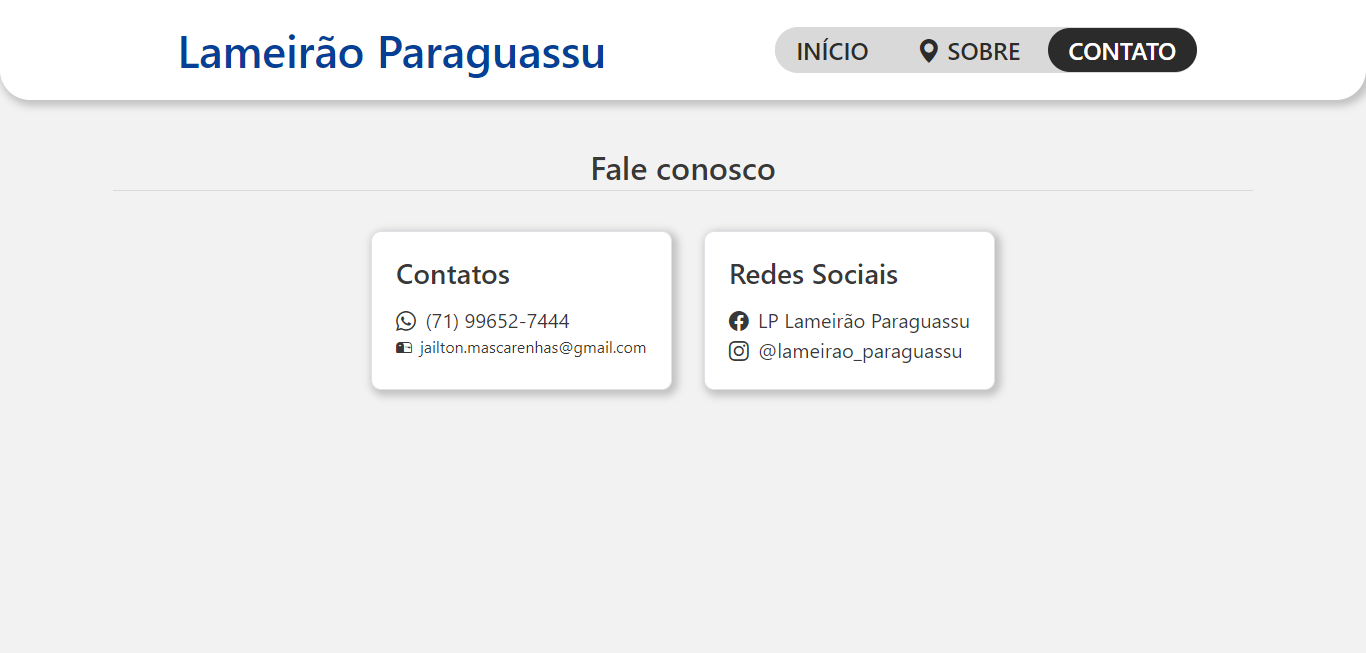 Lameirão Paraguassu
INÍCIO SOBRE CONTATO
Fale conosco
Contatos
(71) 99652-7444
jailton.mascarenhas@gmail.com
Redes Sociais
LP Lameirão Paraguassu
@lameirao_paraguassu